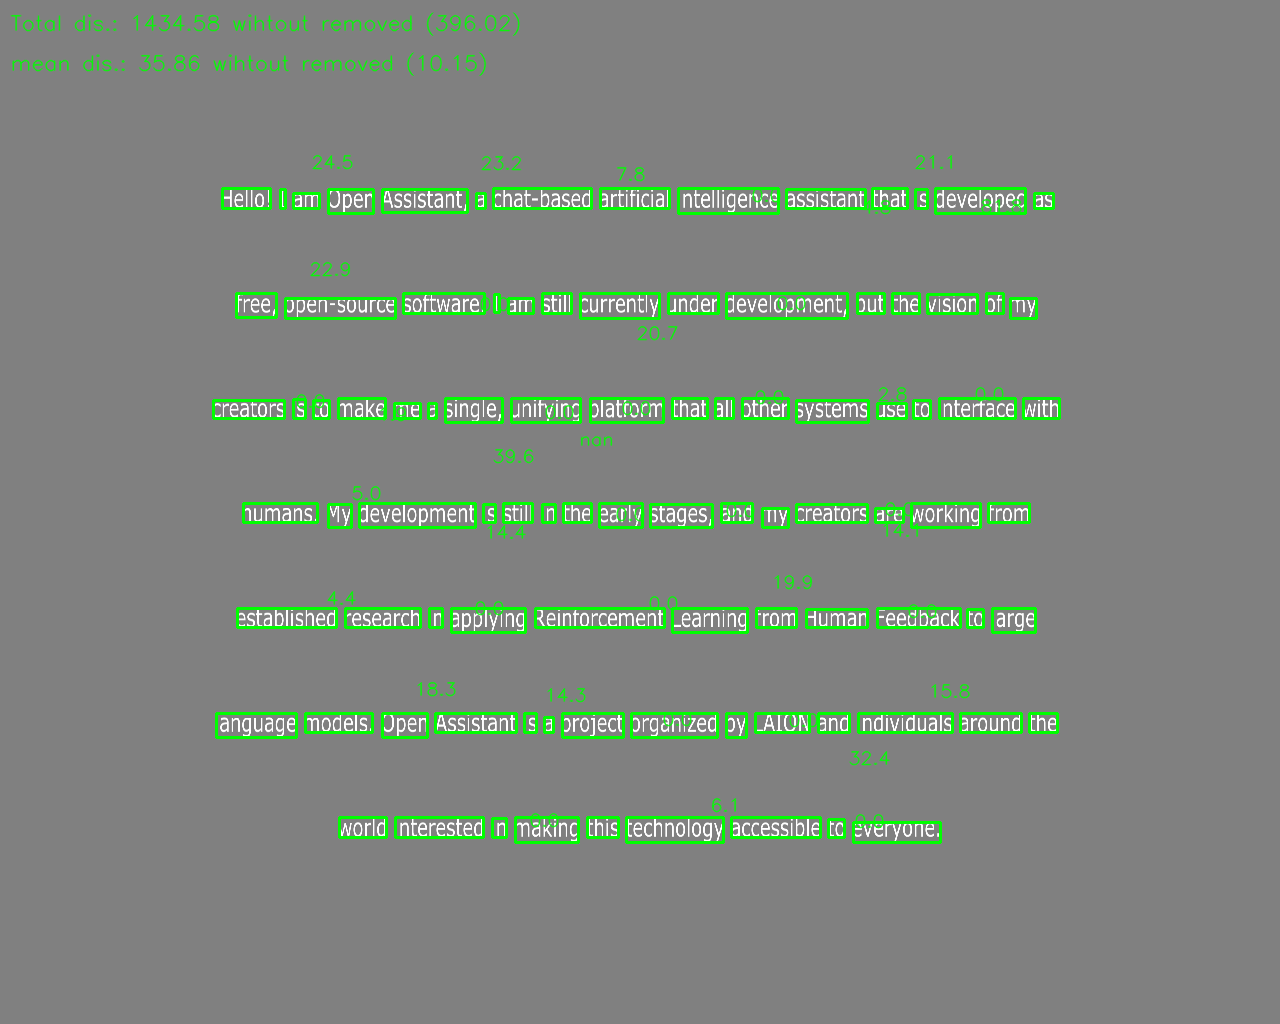 Total dis.: 1434.58 wihtout removed (396.02)
mean dis.: 35.86 wihtout removed (10.15)
24.5 23.2 7.8 21.1
Hello! I am Open Assistant, a chat-based artificial intelligence assistant that is developed as
22.9
free, open-source software. I am still currently under development, but the vision of my
20.7
0.0 2.8 0.0
creators is to make me a single, unifying platform that all other systems use to interface with
nan
39.6
5.0
humans. My development is still in the early stages, and my creators are working from
14.4 14.1
19.9
4.4 0.0
established research in applying Reinforcement Learning from Human Feedback to large
18.3 14.3 15.8
language models. Open Assistant is a project organized by LAION and individuals around the
32.4
6.1
world interested in making this technology accessible to everyone.